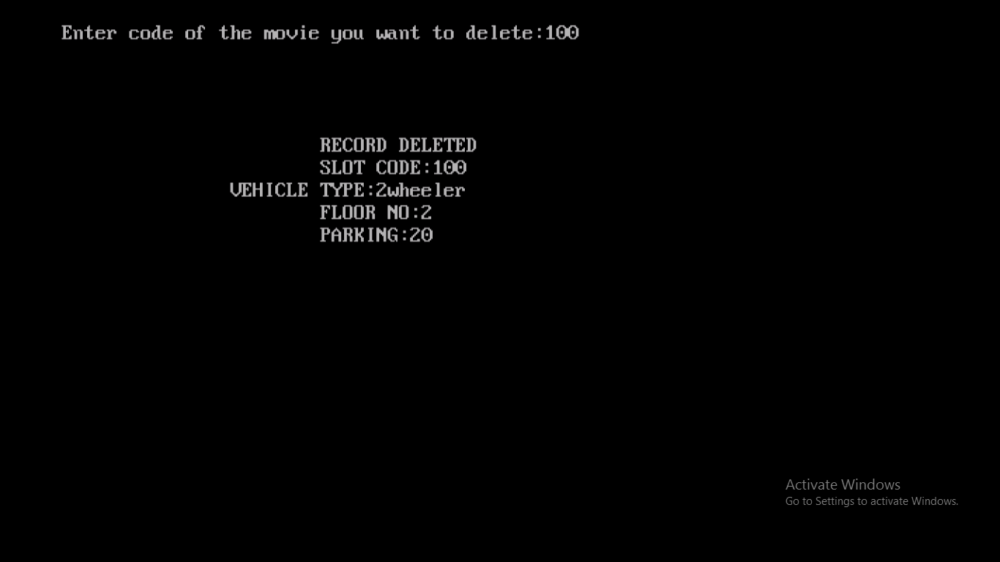 Enter code of the movie you want to delete:100
RECORD DELETED
SLOT CODE:100
VEHICLE TYPE:2wheeler
FLOOR NO:2
PARKING:20
Activate Windows
Go to Settings to activate Windows.